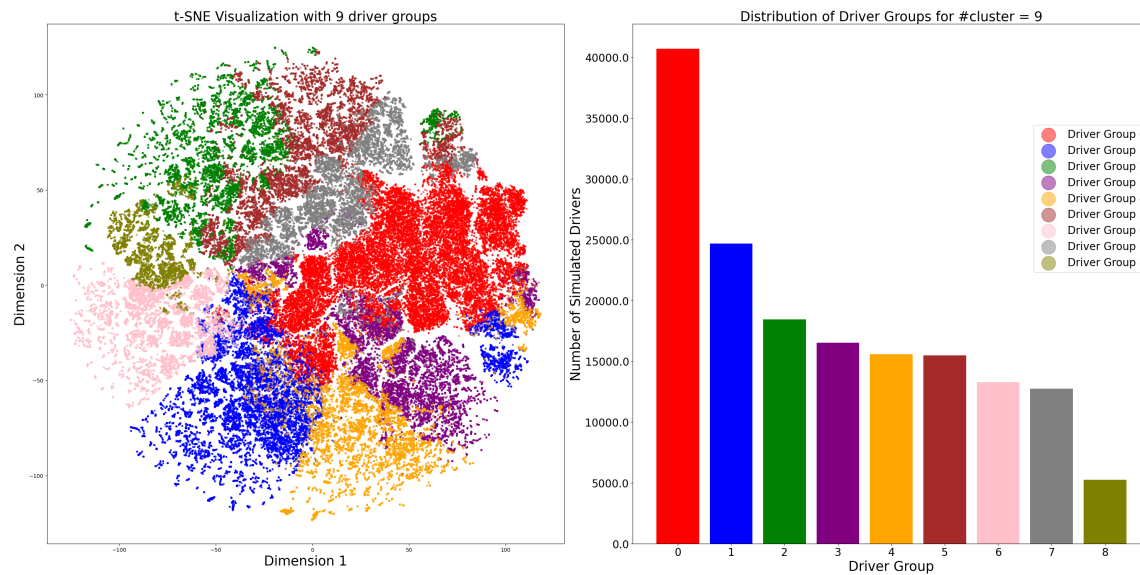 t-SNE Visualization with 9 driver groups
100
50
0
−50
−100
−100
−50
0
50
100
Dimension 2
Dimension 1
Distribution of Driver Groups for #cluster = 9
40000.0
35000.0
30000.0
25000.0
20000.0
15000.0
10000.0
5000.0
0.0
0
1
2
3
4
5
6
7
8
Number of Simulated Drivers
Driver Group
Driver Group
Driver Group
Driver Group
Driver Group
Driver Group
Driver Group
Driver Group
Driver Group
Driver Group